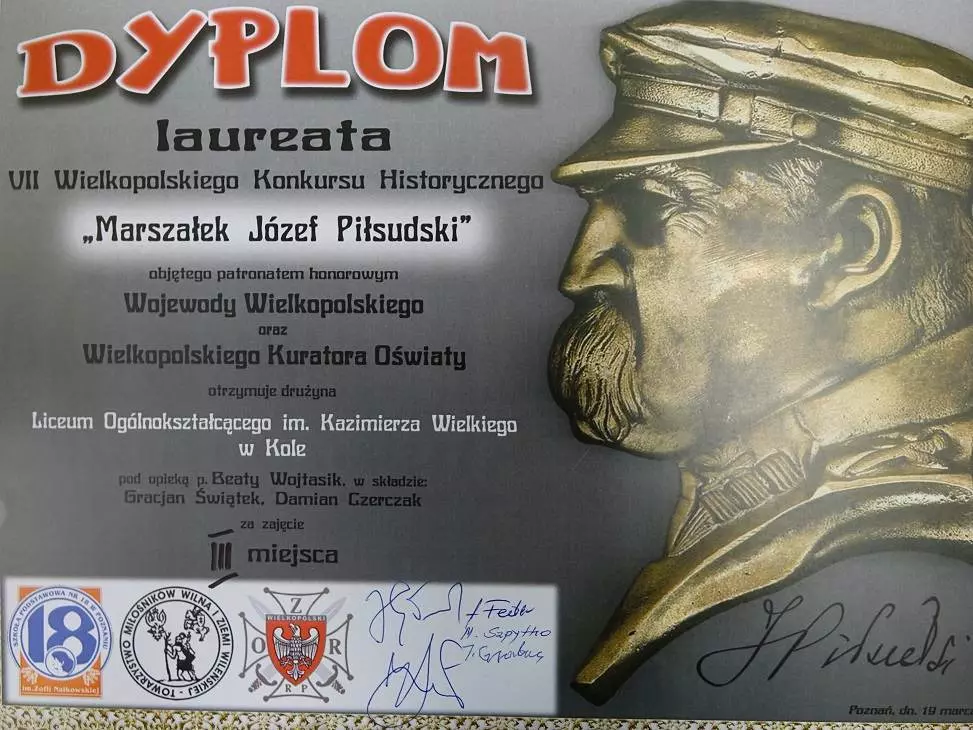 DYPLOM
laureata
VII Wielkopolskiego Konkursu Historycznego
„Marszałek Józef Piłsudski”
objętego patronatem honorowym
Wojewody Wielkopolskiego
oraz
Wielkopolskiego Kuratora Oświaty
otrzymuje drużyna
Liceum Ogólnokształcącego im. Kazimierza Wielkiego
w Kole
pod opieką p. Beaty Wojtasik, w składzie:
Gracjan Świątek, Damian Czerczak
za zajęcie
III miejsca
SZKOŁA PODSTAWOWA NR 18 W POZNANIU
18
im. Zofii Nałkowskiej
TOWARZYSTWO MIŁOŚNIKÓW WILNA I ZIEMI WILEŃSKIEJ
Z
WIELKOPOLSKI
O R
RP
M. Szpytko
J. Piłsudski
Poznań, dn. 19